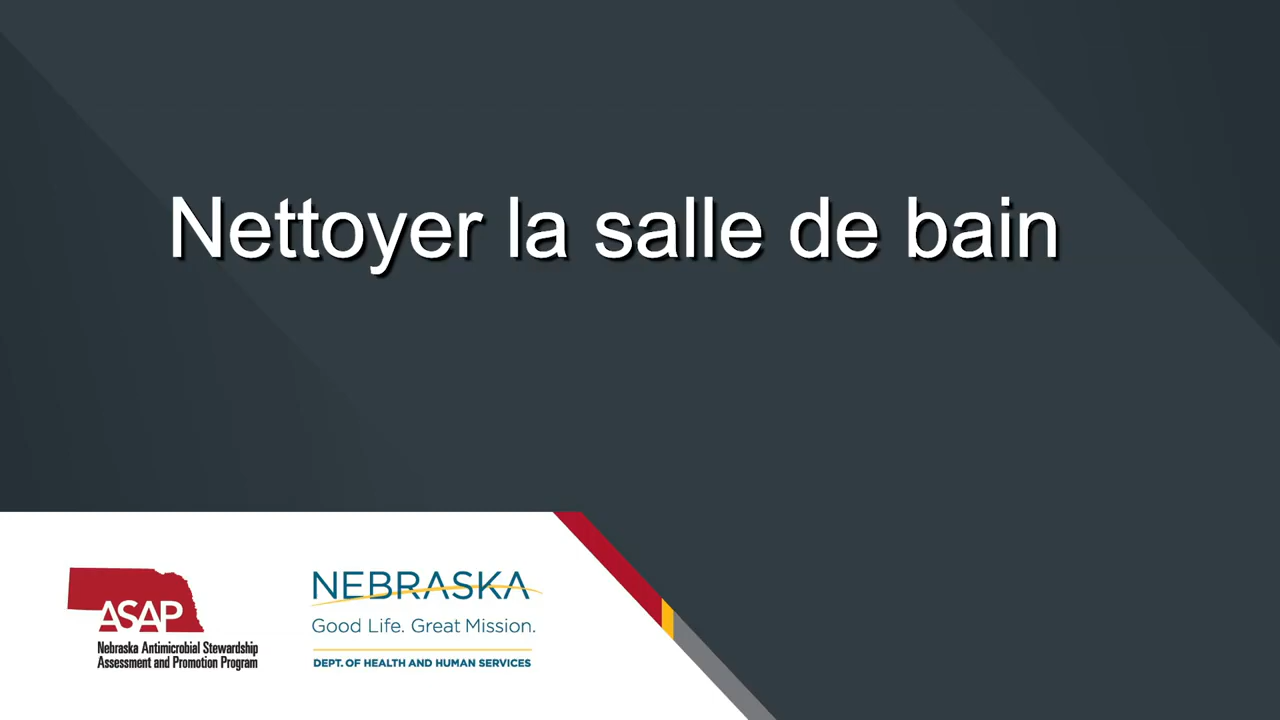 Nettoyer la salle de bain
ASAP
Nebraska Antimicrobial Stewardship
Assessment and Promotion Program
NEBRASKA
Good Life. Great Mission.
DEPT. OF HEALTH AND HUMAN SERVICES